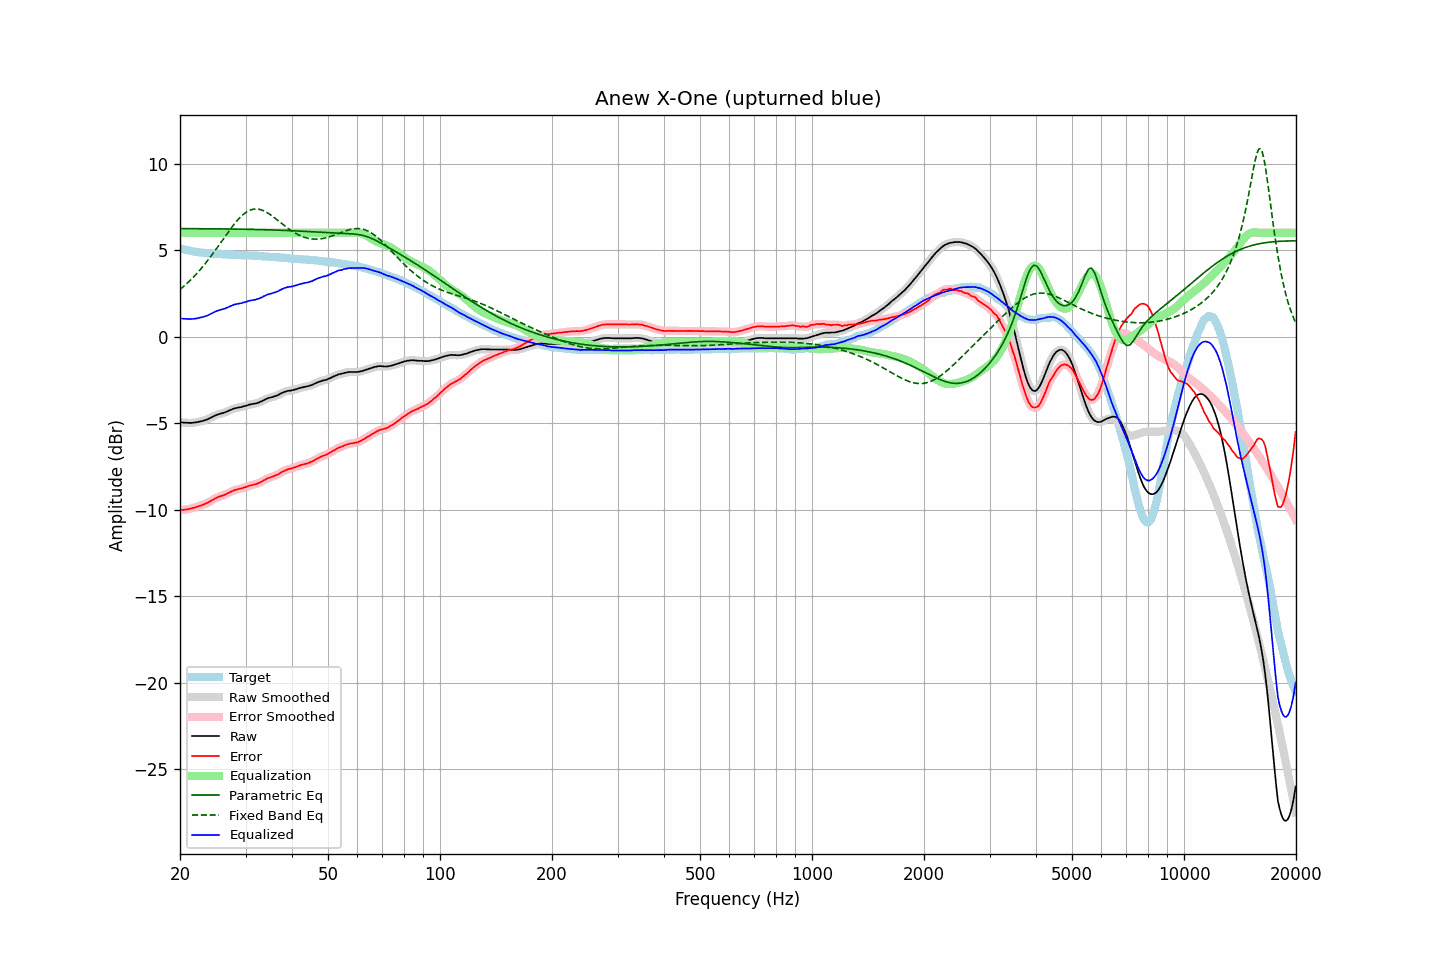 Anew X-One (upturned blue)
Amplitude (dBr)
10
5
0
−5
−10
−15
−20
−25
Target
Raw Smoothed
Error Smoothed
Raw
Error
Equalization
Parametric Eq
Fixed Band Eq
Equalized
20 50 100 200 500 1000 2000 5000 10000 20000
Frequency (Hz)